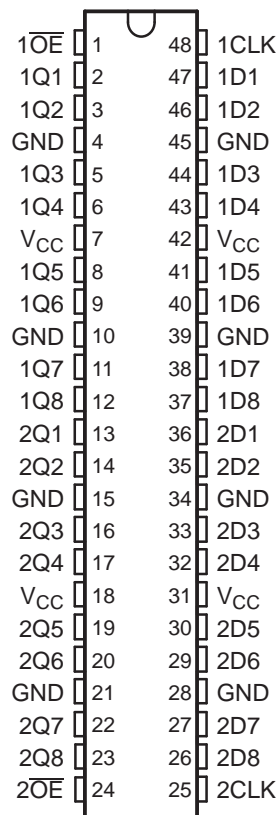 1O̅E̅ 1 48 1CLK
1Q1 2 47 1D1
1Q2 3 46 1D2
GND 4 45 GND
1Q3 5 44 1D3
1Q4 6 43 1D4
VCC 7 42 VCC
1Q5 8 41 1D5
1Q6 9 40 1D6
GND 10 39 GND
1Q7 11 38 1D7
1Q8 12 37 1D8
2Q1 13 36 2D1
2Q2 14 35 2D2
GND 15 34 GND
2Q3 16 33 2D3
2Q4 17 32 2D4
VCC 18 31 VCC
2Q5 19 30 2D5
2Q6 20 29 2D6
GND 21 28 GND
2Q7 22 27 2D7
2Q8 23 26 2D8
2O̅E̅ 24 25 2CLK